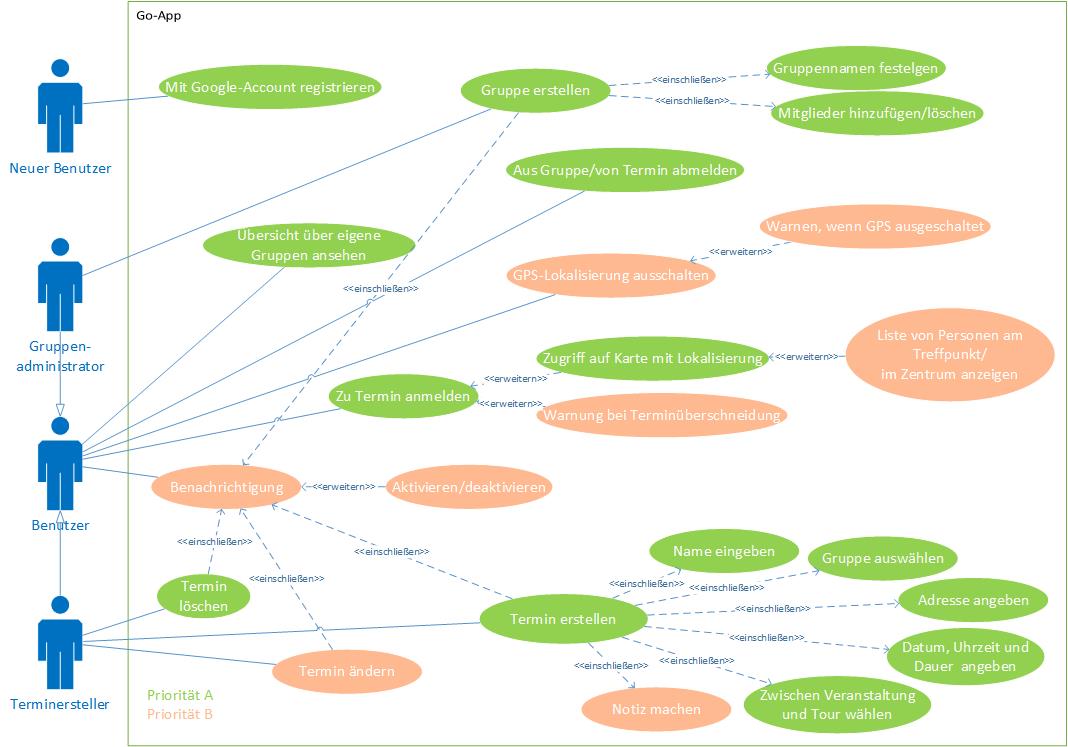 Go-App
Mit Google-Account registrieren
Neuer Benutzer
Gruppe erstellen
<<einschließen>>
Gruppennamen festelgen
<<einschließen>>
Mitglieder hinzufügen/löschen
Aus Gruppe/von Termin abmelden
Übersicht über eigene
Gruppen ansehen
Warnen, wenn GPS ausgeschaltet
<<erweitern>>
GPS-Lokalisierung ausschalten
<<einschließen>>
Gruppen-
administrator
Liste von Personen am
Treffpunkt/
im Zentrum anzeigen
Zugriff auf Karte mit Lokalisierung
<<erweitern>>
<<erweitern>>
Zu Termin anmelden
<<erweitern>>
Warnung bei Terminüberschneidung
Benachrichtigung
<<erweitern>>
Aktivieren/deaktivieren
Benutzer
<<einschließen>>
<<einschließen>>
<<einschließen>>
Termin
löschen
Name eingeben
<<einschließen>>
Gruppe auswählen
<<einschließen>>
Adresse angeben
<<einschließen>>
Termin erstellen
<<einschließen>>
Datum, Uhrzeit und
Dauer angeben
<<einschließen>>
<<einschließen>>
Zwischen Veranstaltung
und Tour wählen
Notiz machen
Termin ändern
Terminersteller
Priorität A
Priorität B